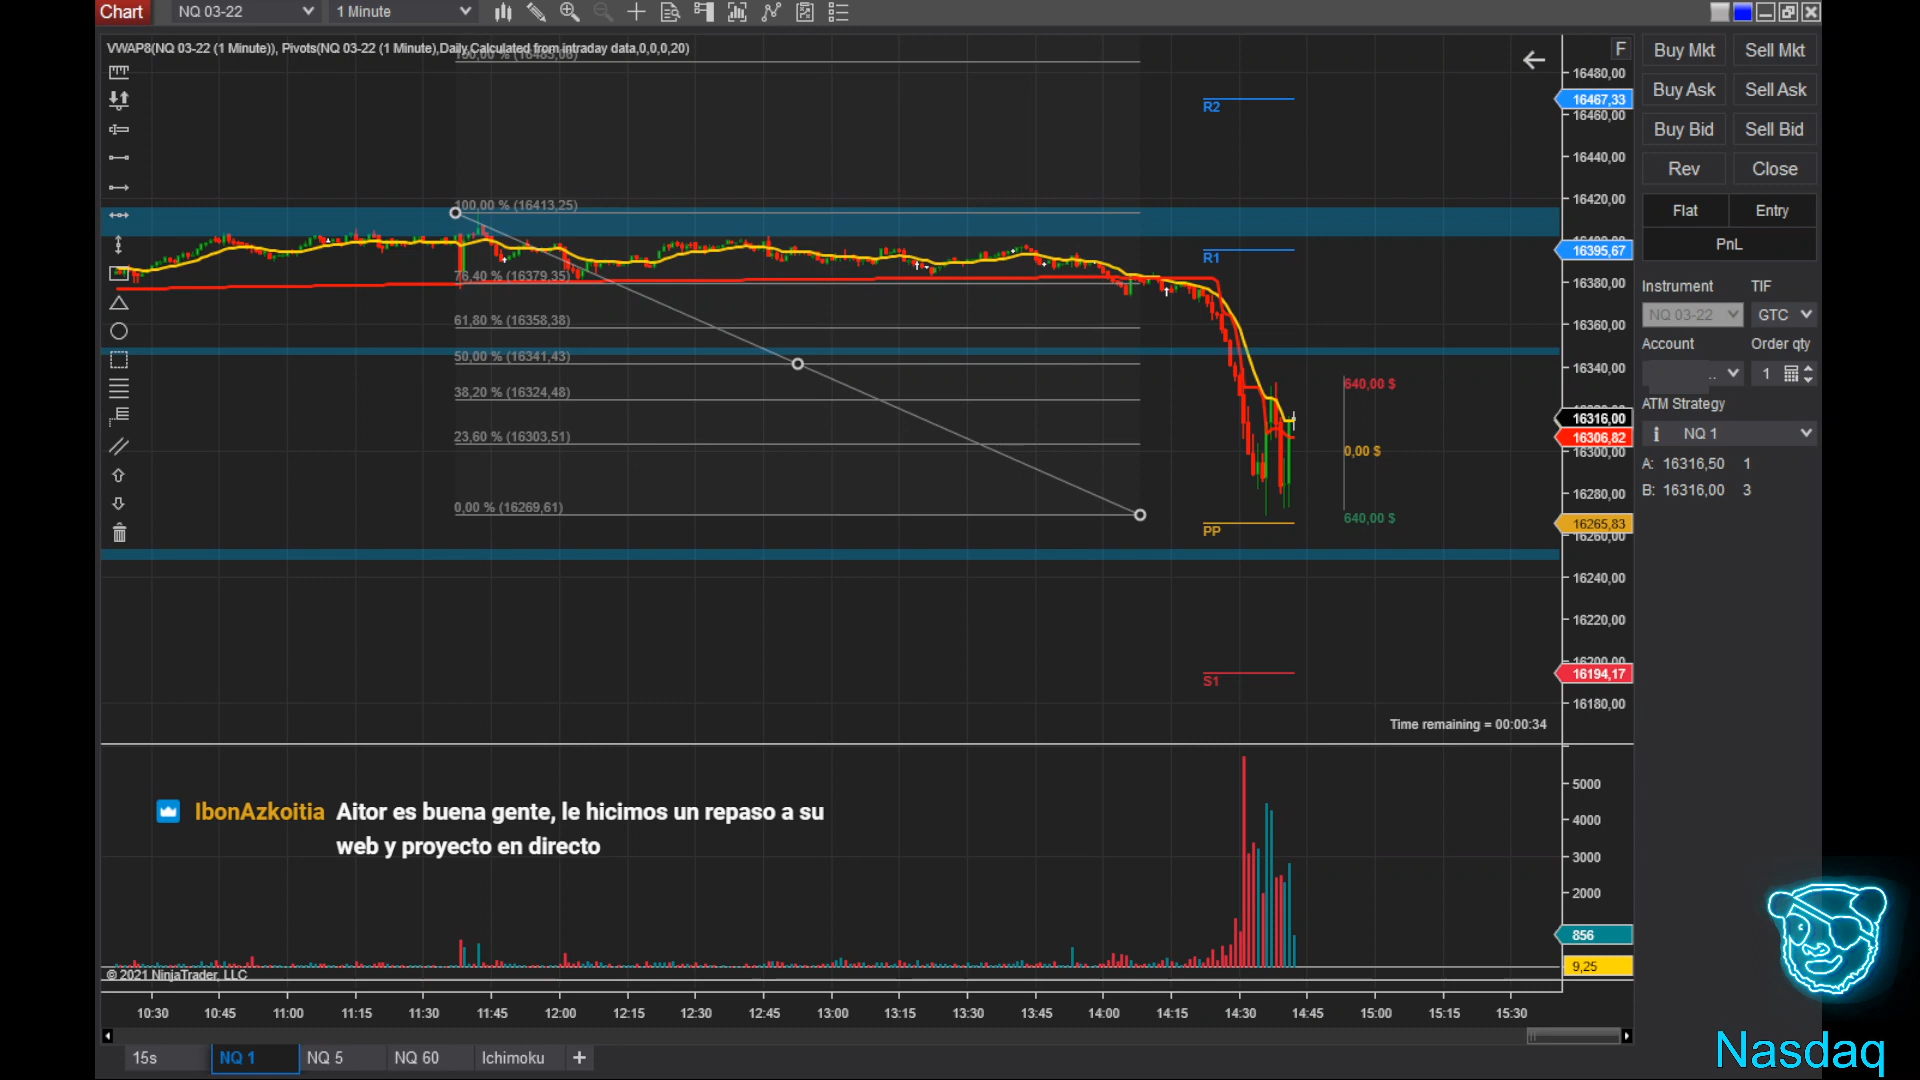 Chart NQ 03-22 1 Minute
VWAP8(NQ 03-22 (1 Minute)), Pivots(NQ 03-22 (1 Minute),Daily,Calculated from intraday data,0,0,0,20)
F
Buy Mkt Sell Mkt
Buy Ask Sell Ask
Buy Bid Sell Bid
Rev Close
Flat Entry
PnL
Instrument TIF
NQ 03-22 GTC
Account Order qty
.. 1
ATM Strategy
NQ 1
A: 16316,50 1
B: 16316,00 3
16480,00
16467,33
16460,00
16440,00
16420,00
16395,67
16380,00
16360,00
16340,00
16316,00
16306,82
16300,00
16280,00
16265,83
16260,00
16240,00
16220,00
16200,00
16194,17
16180,00
R2
R1
PP
S1
100,00 % (16413,25)
76,40 % (16379,35)
61,80 % (16358,38)
50,00 % (16341,43)
38,20 % (16324,48)
23,60 % (16303,51)
0,00 % (16269,61)
640,00 $
0,00 $
640,00 $
Time remaining = 00:00:34
IbonAzkoitia Aitor es buena gente, le hicimos un repaso a su
web y proyecto en directo
5000
4000
3000
2000
856
9,25
© 2021 NinjaTrader, LLC
10:30 10:45 11:00 11:15 11:30 11:45 12:00 12:15 12:30 12:45 13:00 13:15 13:30 13:45 14:00 14:15 14:30 14:45 15:00 15:15 15:30
15s NQ 1 NQ 5 NQ 60 Ichimoku +
Nasdaq